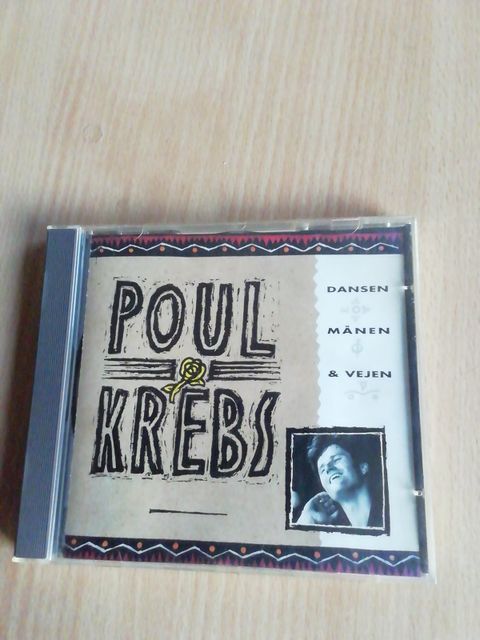 POUL
KREBS
DANSEN
MÅNEN
& VEJEN